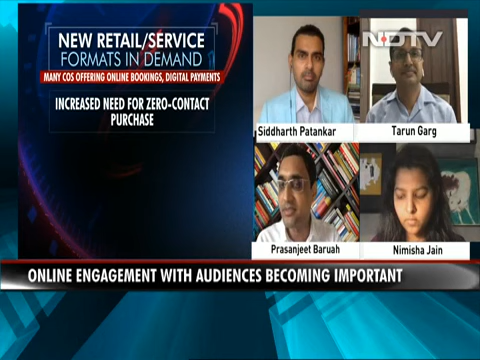 NEW RETAIL/SERVICE
FORMATS IN DEMAND
MANY COS OFFERING ONLINE BOOKINGS, DIGITAL PAYMENTS
INCREASED NEED FOR ZERO-CONTACT
PURCHASE
NDTV
Siddharth Patankar
Tarun Garg
Prasanjeet Baruah
Nimisha Jain
ONLINE ENGAGEMENT WITH AUDIENCES BECOMING IMPORTANT